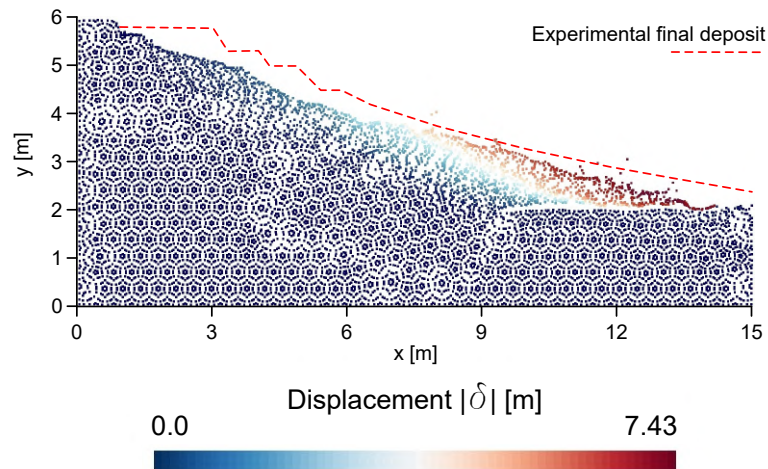 6
Experimental final deposit
5
4
y [m]
3
2
1
0
0 3 6 9 12 15
x [m]
Displacement |δ| [m]
0.0 7.43